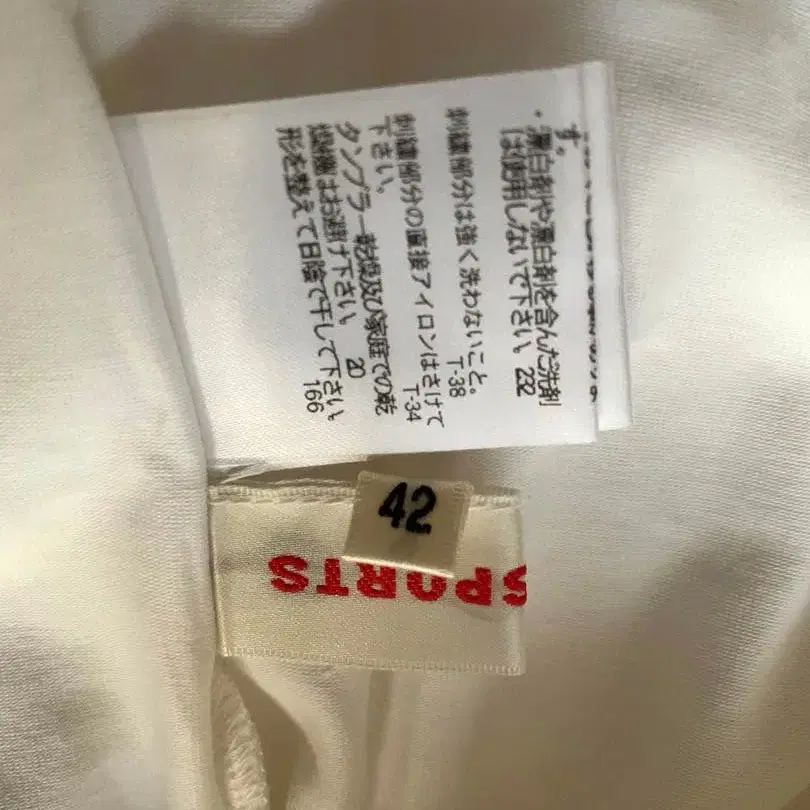 す。
・漂白剤や漂白剤を含んだ洗剤
は使用しないで下さい 232
刺繍部分は強く洗わないこと。
T-38
刺繍部分の直接アイロンはさけて
下さい。 T-34
タンブラー乾燥及び家庭での乾
燥機はお避け下さい 20
形を整えて日陰で干して下さい
166
42
SPORTS